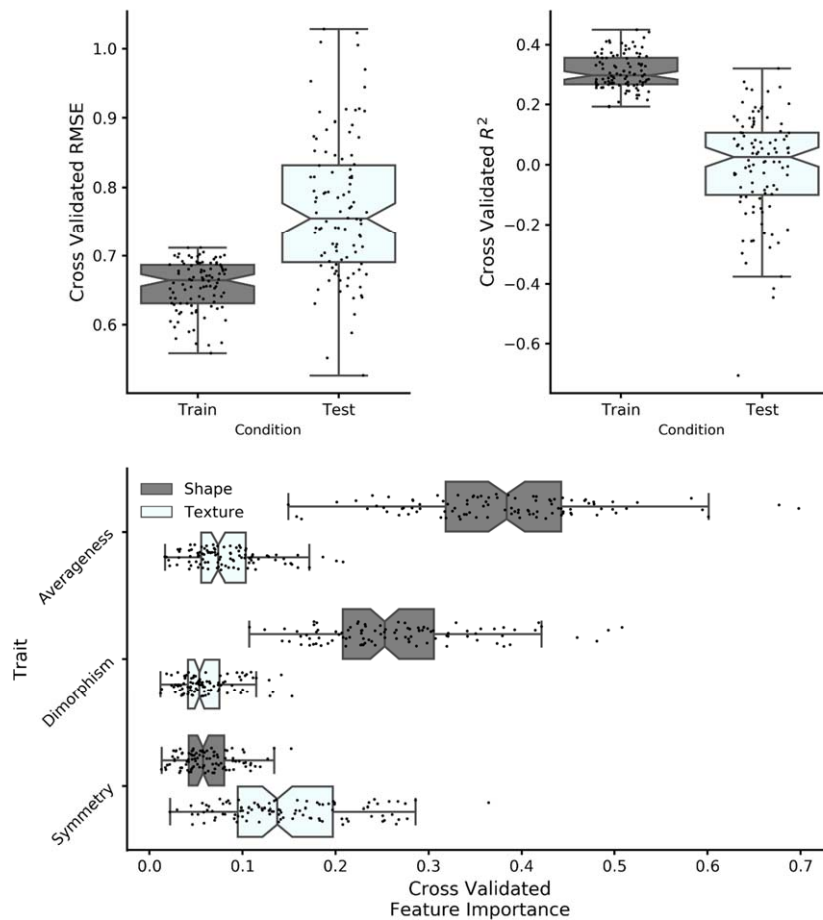 Cross Validated RMSE
1.0
0.9
0.8
0.7
0.6
Train
Test
Condition
Cross Validated R²
0.4
0.2
0.0
−0.2
−0.4
−0.6
Train
Test
Condition
Shape
Texture
Trait
Averageness
Dimorphism
Symmetry
0.0
0.1
0.2
0.3
0.4
0.5
0.6
0.7
Cross Validated
Feature Importance